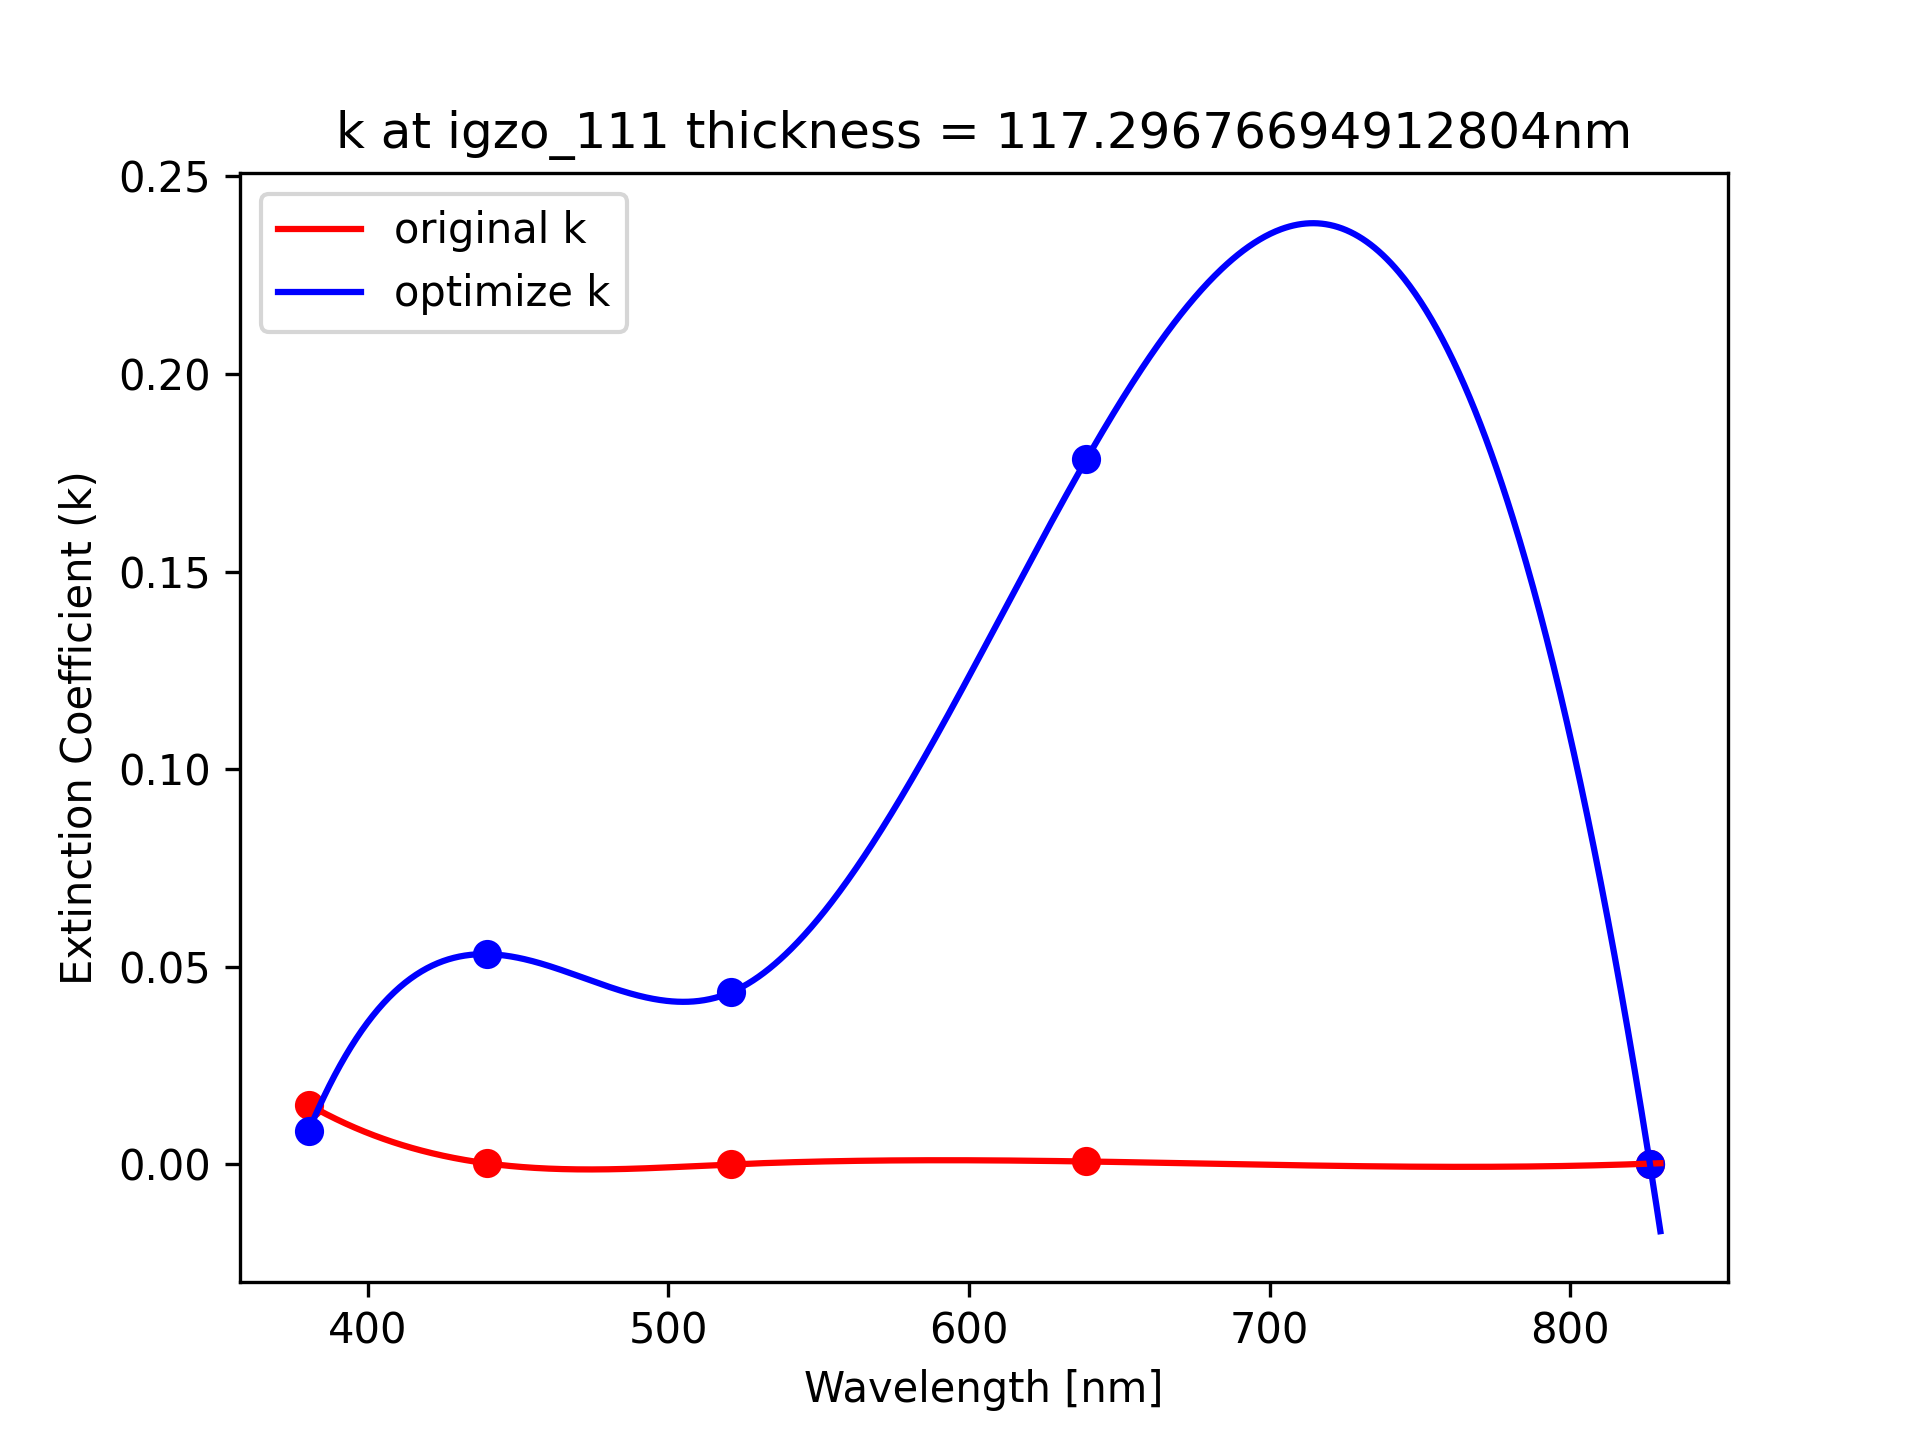 k at igzo_111 thickness = 117.29676694912804nm
original k
optimize k
Extinction Coefficient (k)
0.25
0.20
0.15
0.10
0.05
0.00
400 500 600 700 800
Wavelength [nm]